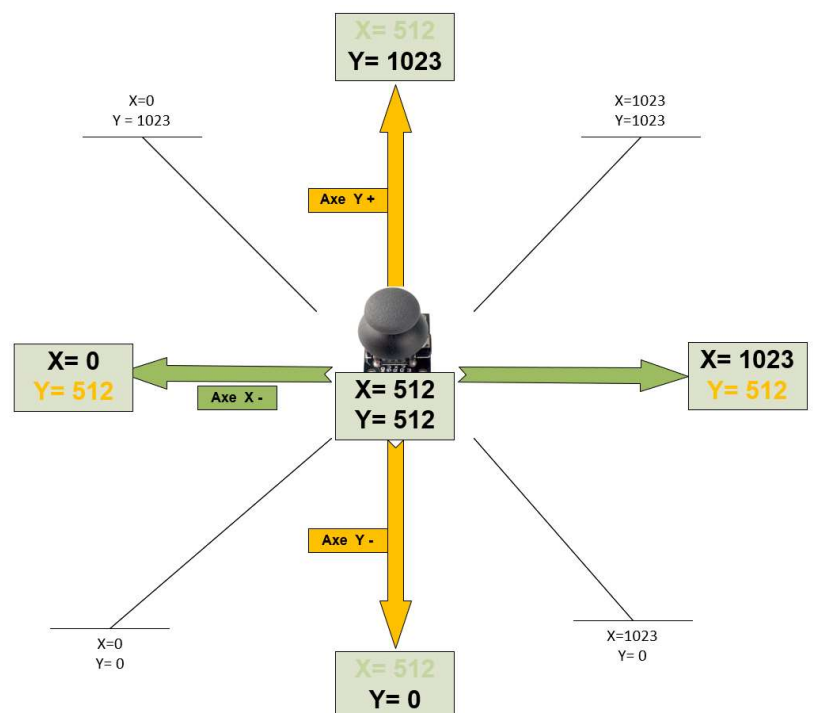 X= 512
Y= 1023
X=0
Y = 1023
X=1023
Y=1023
Axe Y +
X= 0
Y= 512
Axe X -
X= 512
Y= 512
X= 1023
Y= 512
Axe Y -
X=0
Y= 0
X=1023
Y= 0
X= 512
Y= 0